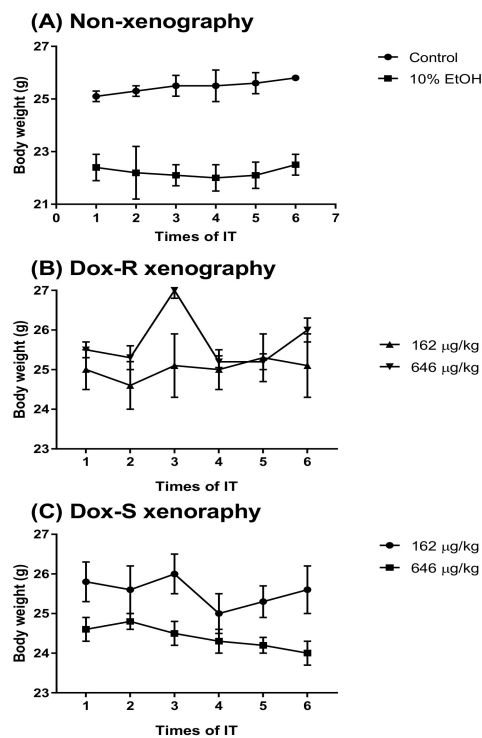 (A) Non-xenography
27
25
23
21
Body weight (g)
0 1 2 3 4 5 6 7
Times of IT
Control
10% EtOH
(B) Dox-R xenography
27
26
25
24
23
Body weight (g)
1 2 3 4 5 6
Times of IT
162 µg/kg
646 µg/kg
(C) Dox-S xenoraphy
27
26
25
24
23
Body weight (g)
1 2 3 4 5 6
Times of IT
162 µg/kg
646 µg/kg